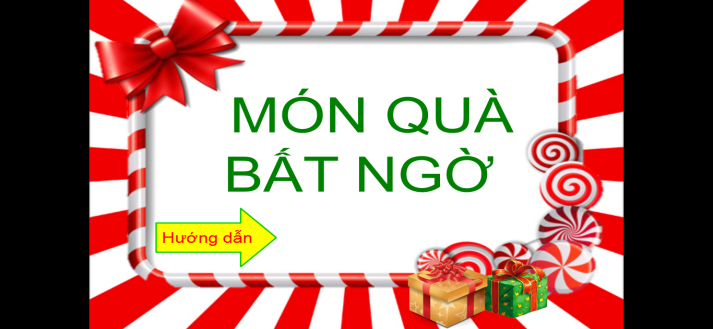 MÓN QUÀ
BẤT NGỜ
Hướng dẫn